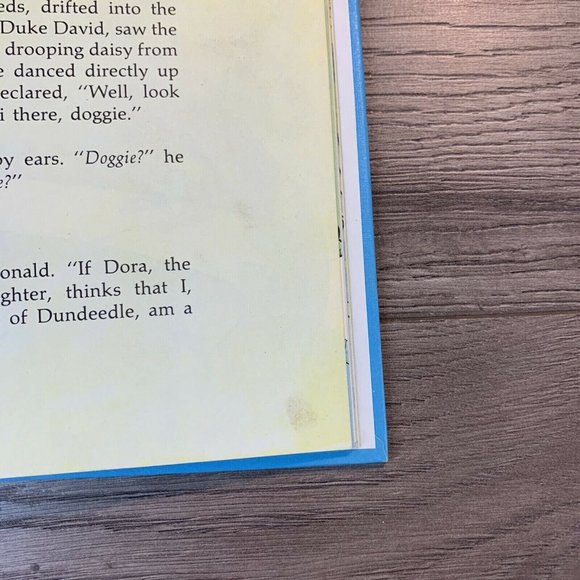 eds, drifted into the
Duke David, saw the
drooping daisy from
e danced directly up
eclared, "Well, look
i there, doggie."
py ears. "Doggie?" he
e?"
onald. "If Dora, the
ghter, thinks that I,
of Dundeedle, am a